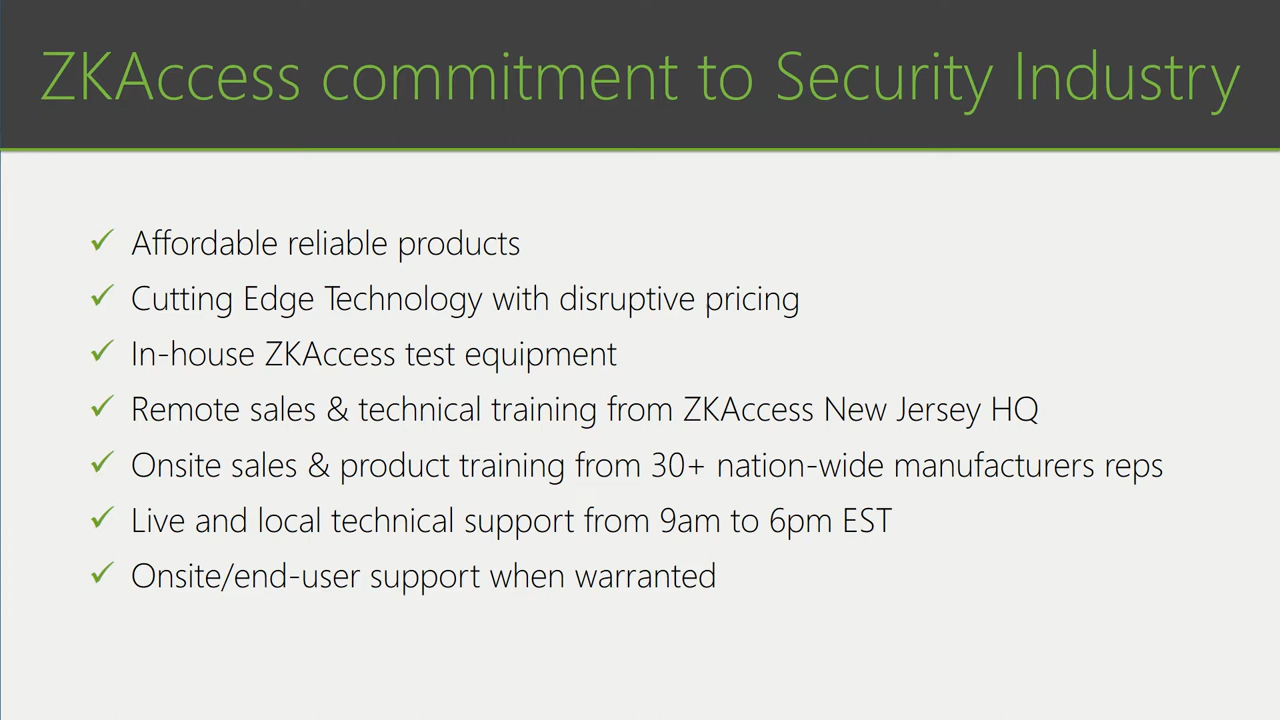 ZKAccess commitment to Security Industry
✓ Affordable reliable products
✓ Cutting Edge Technology with disruptive pricing
✓ In-house ZKAccess test equipment
✓ Remote sales & technical training from ZKAccess New Jersey HQ
✓ Onsite sales & product training from 30+ nation-wide manufacturers reps
✓ Live and local technical support from 9am to 6pm EST
✓ Onsite/end-user support when warranted